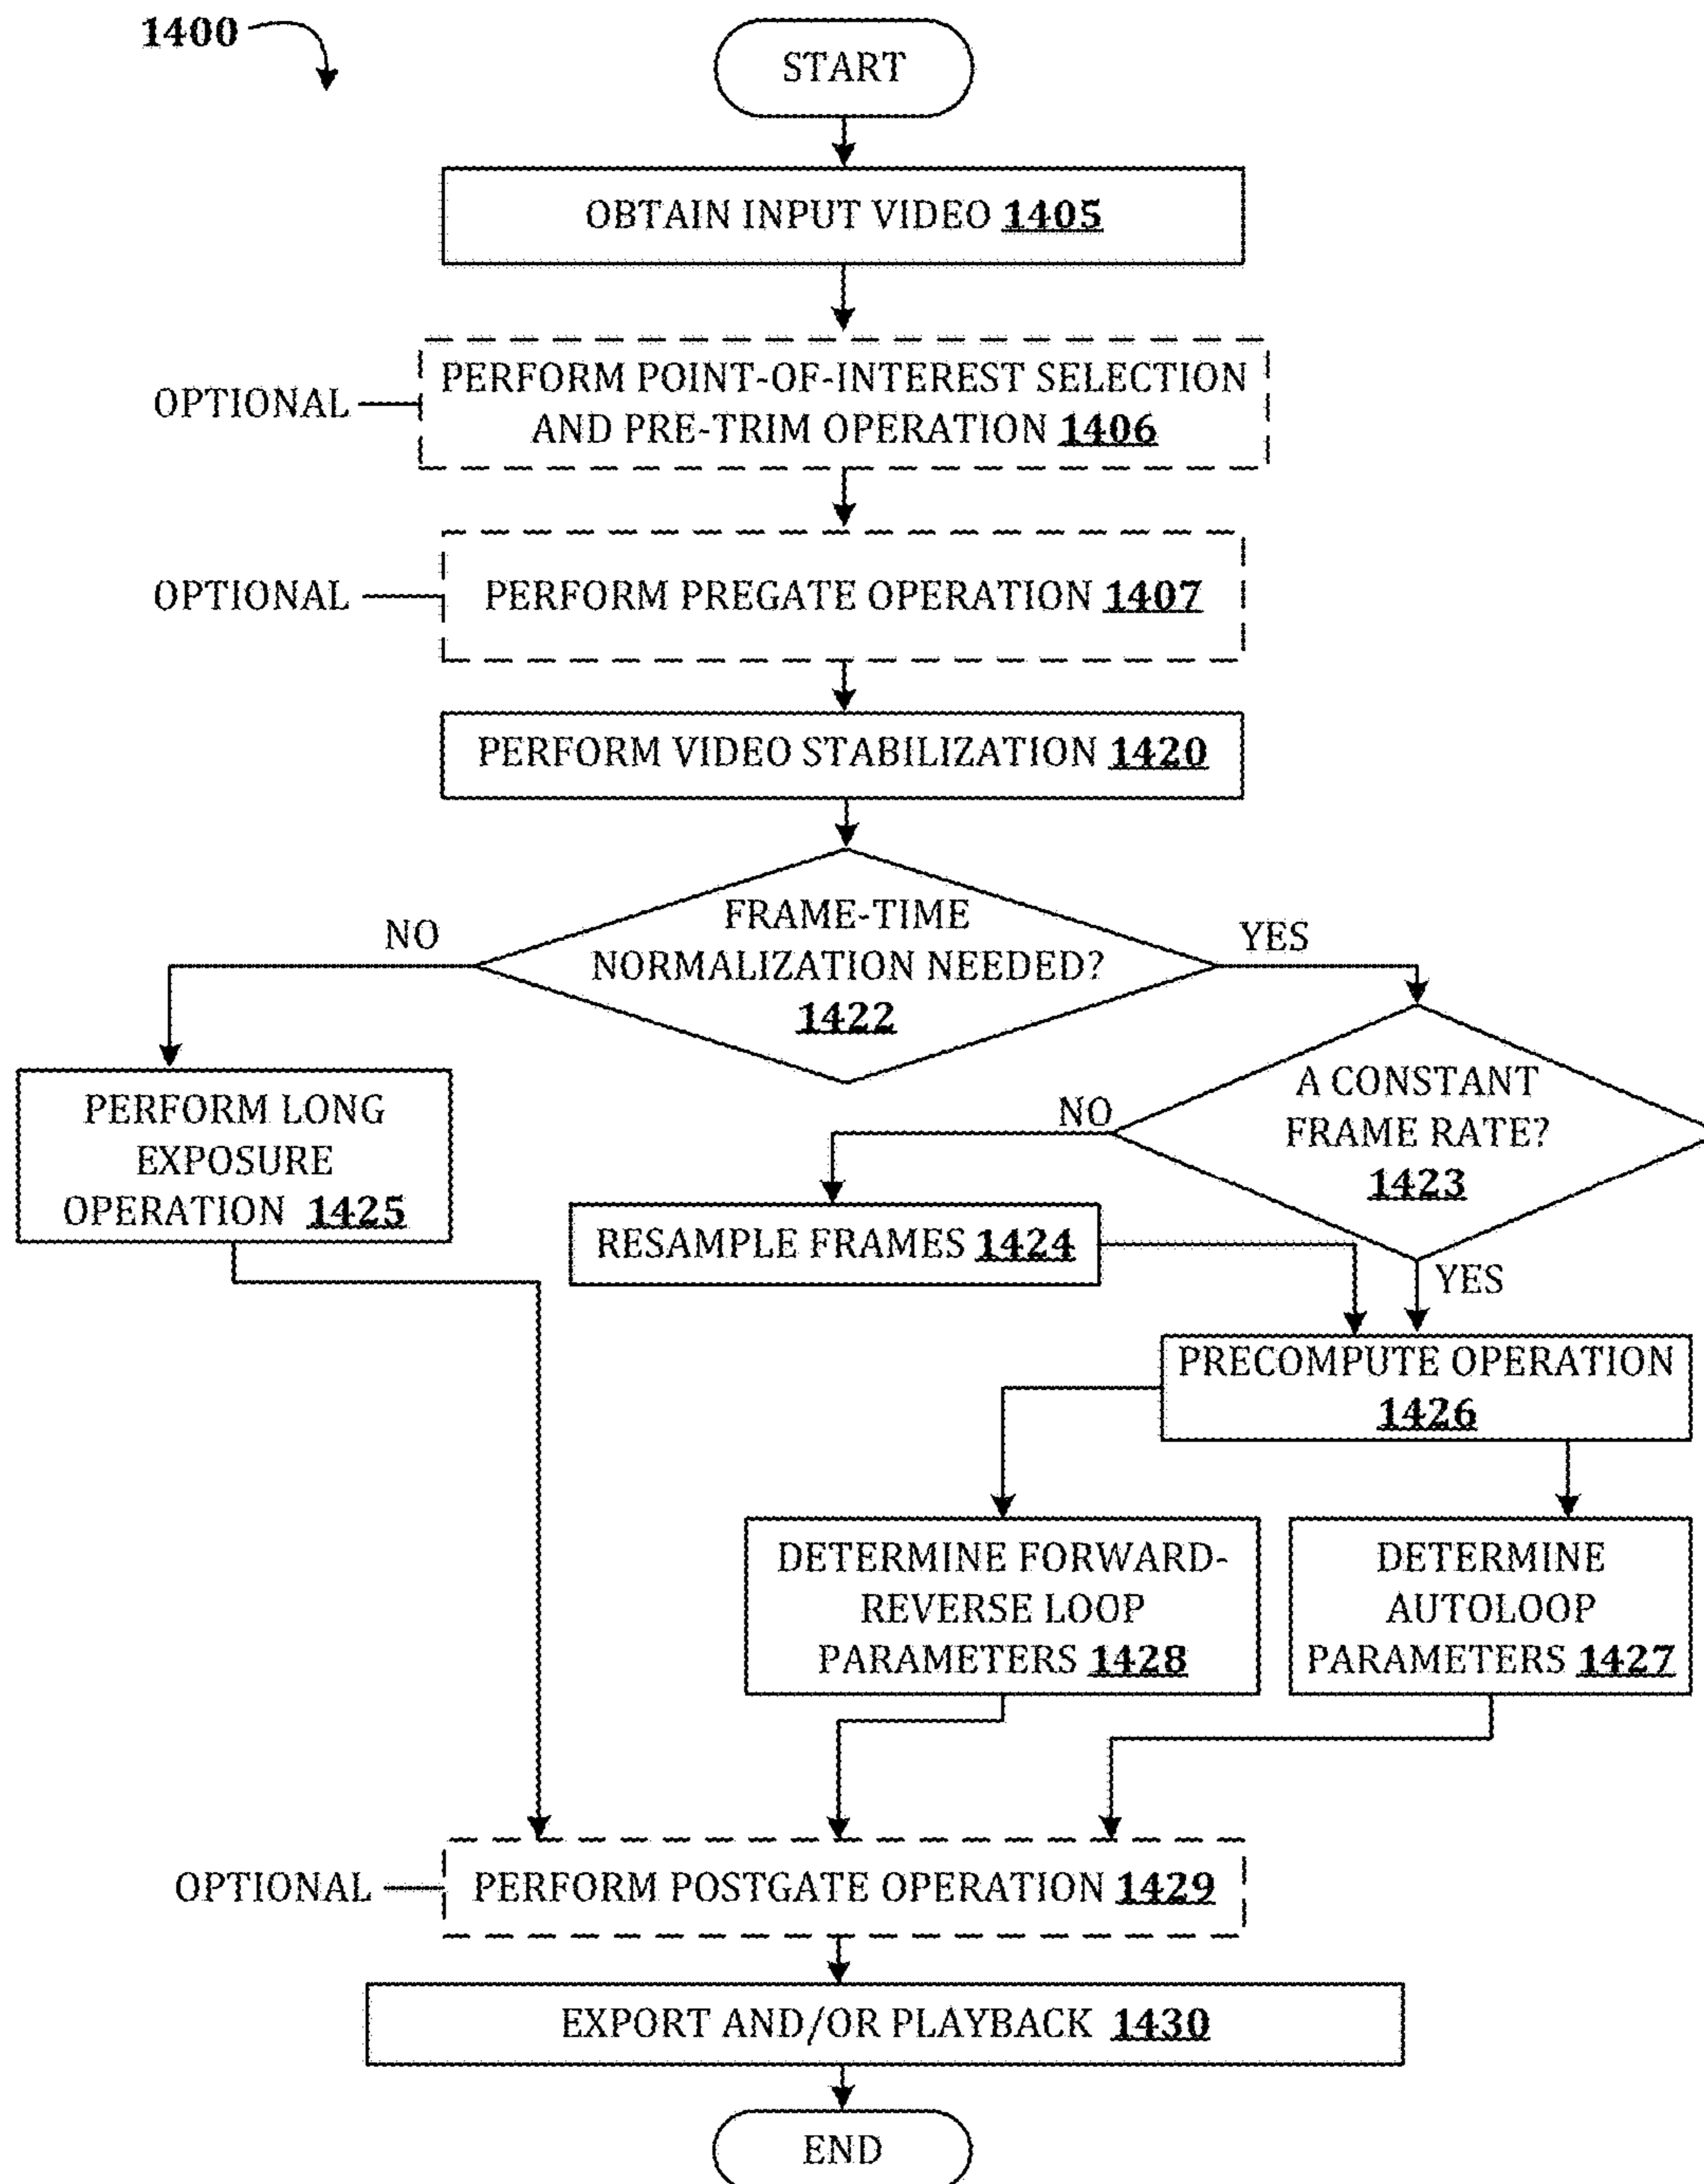 1400
START
OBTAIN INPUT VIDEO 1405
OPTIONAL
PERFORM POINT-OF-INTEREST SELECTION
AND PRE-TRIM OPERATION 1406
OPTIONAL
PERFORM PREGATE OPERATION 1407
PERFORM VIDEO STABILIZATION 1420
FRAME-TIME
NORMALIZATION NEEDED?
1422
NO
YES
PERFORM LONG
EXPOSURE
OPERATION 1425
A CONSTANT
FRAME RATE?
1423
NO
YES
RESAMPLE FRAMES 1424
PRECOMPUTE OPERATION
1426
DETERMINE FORWARD-
REVERSE LOOP
PARAMETERS 1428
DETERMINE
AUTOLOOP
PARAMETERS 1427
OPTIONAL
PERFORM POSTGATE OPERATION 1429
EXPORT AND/OR PLAYBACK 1430
END